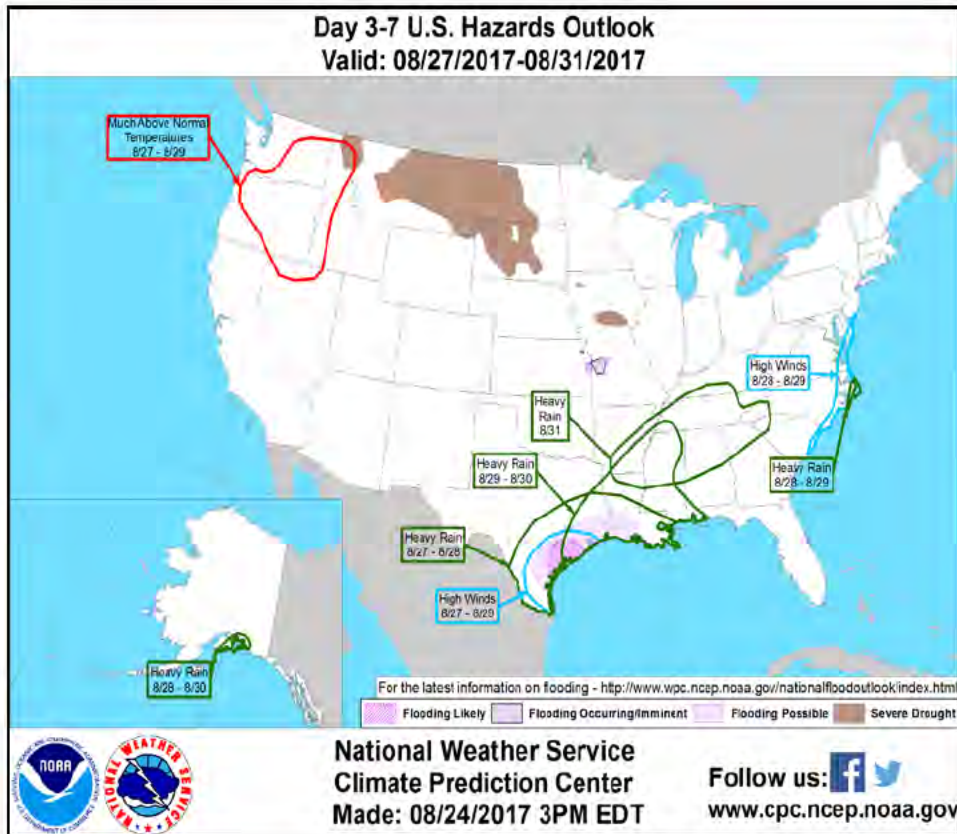 Day 3-7 U.S. Hazards Outlook
Valid: 08/27/2017-08/31/2017
Much Above Normal
Temperatures
8/27 - 8/29
High Winds
8/28 - 8/29
Heavy
Rain
8/31
Heavy Rain
8/29 - 8/30
Heavy Rain
8/28 - 8/29
Heavy Rain
8/27 - 8/28
High Winds
8/27 - 8/29
Heavy Rain
8/28 - 8/30
For the latest information on flooding - http://www.wpc.ncep.noaa.gov//nationalfloodoutlook/index.html
Flooding Likely
Flooding Occurring/Imminent
Flooding Possible
Severe Drought
NOAA
NATIONAL WEATHER SERVICE
National Weather Service
Climate Prediction Center
Made: 08/24/2017 3PM EDT
Follow us:
www.cpc.ncep.noaa.gov